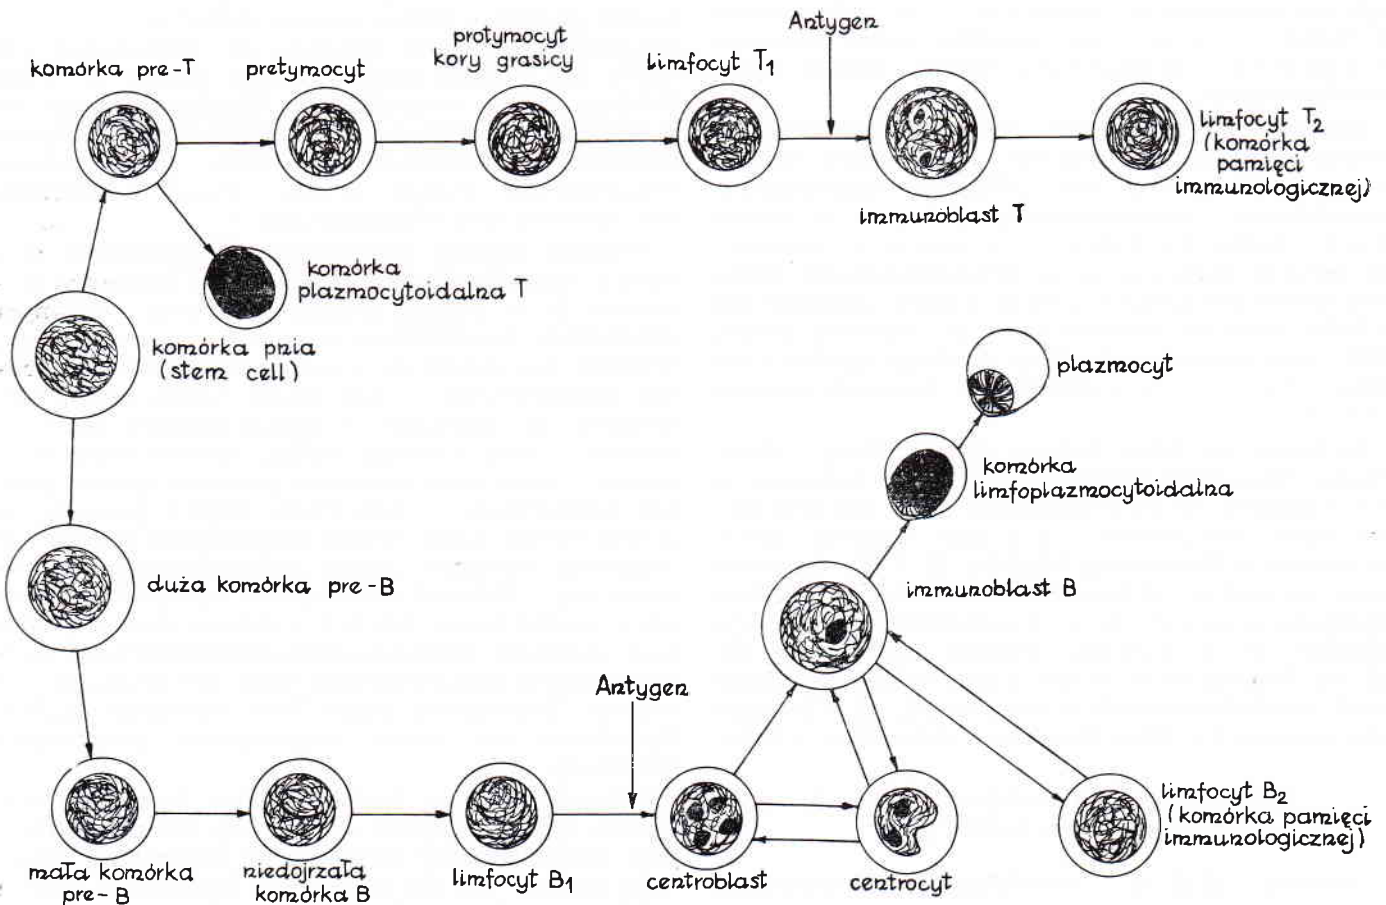 Antygen
protymocyt
kory grasicy
komórka pre-T
pretymocyt
limfocyt T1
limfocyt T2
(komórka
pamięci
immunologicznej)
immunoblast T
komórka
plazmocytoidalna T
komórka pnia
(stem cell)
plazmocyt
komórka
limfoplazmocytoidalna
duża komórka pre-B
immunoblast B
Antygen
limfocyt B2
(komórka pamięci
immunologicznej)
mała komórka
pre-B
niedojrzała
komórka B
limfocyt B1
centroblast
centrocyt